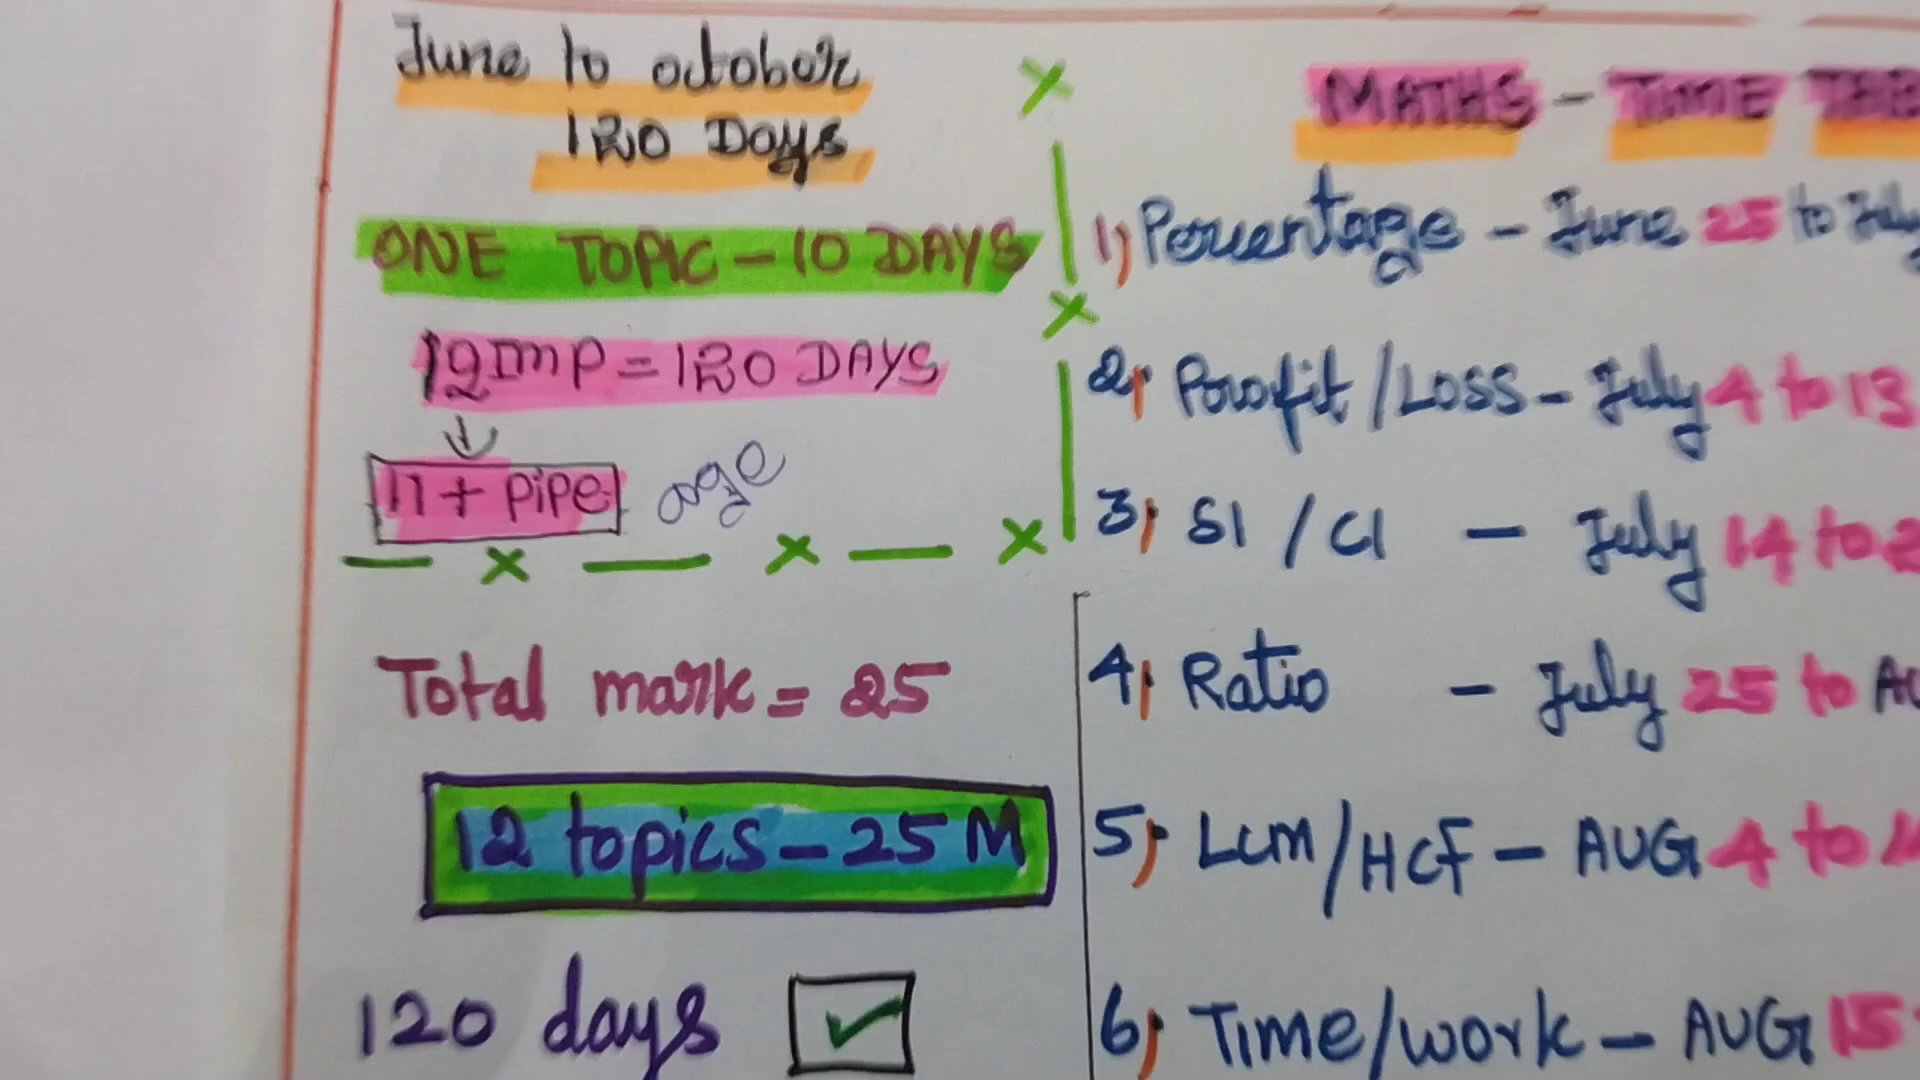 June to october
120 Days
ONE TOPIC - 10 DAYS
12 IMP = 120 DAYS
11 + pipe age
Total mark = 25
12 topics - 25 M
120 days
MATHS - TIME
1) Percentage - June 25 to July
2) Profit / LOSS - July 4 to 13
3) SI / CI - July 14 to
4) Ratio - July 25 to
5) LCM / HCF - AUG 4 to
6) Time/work - AUG 15